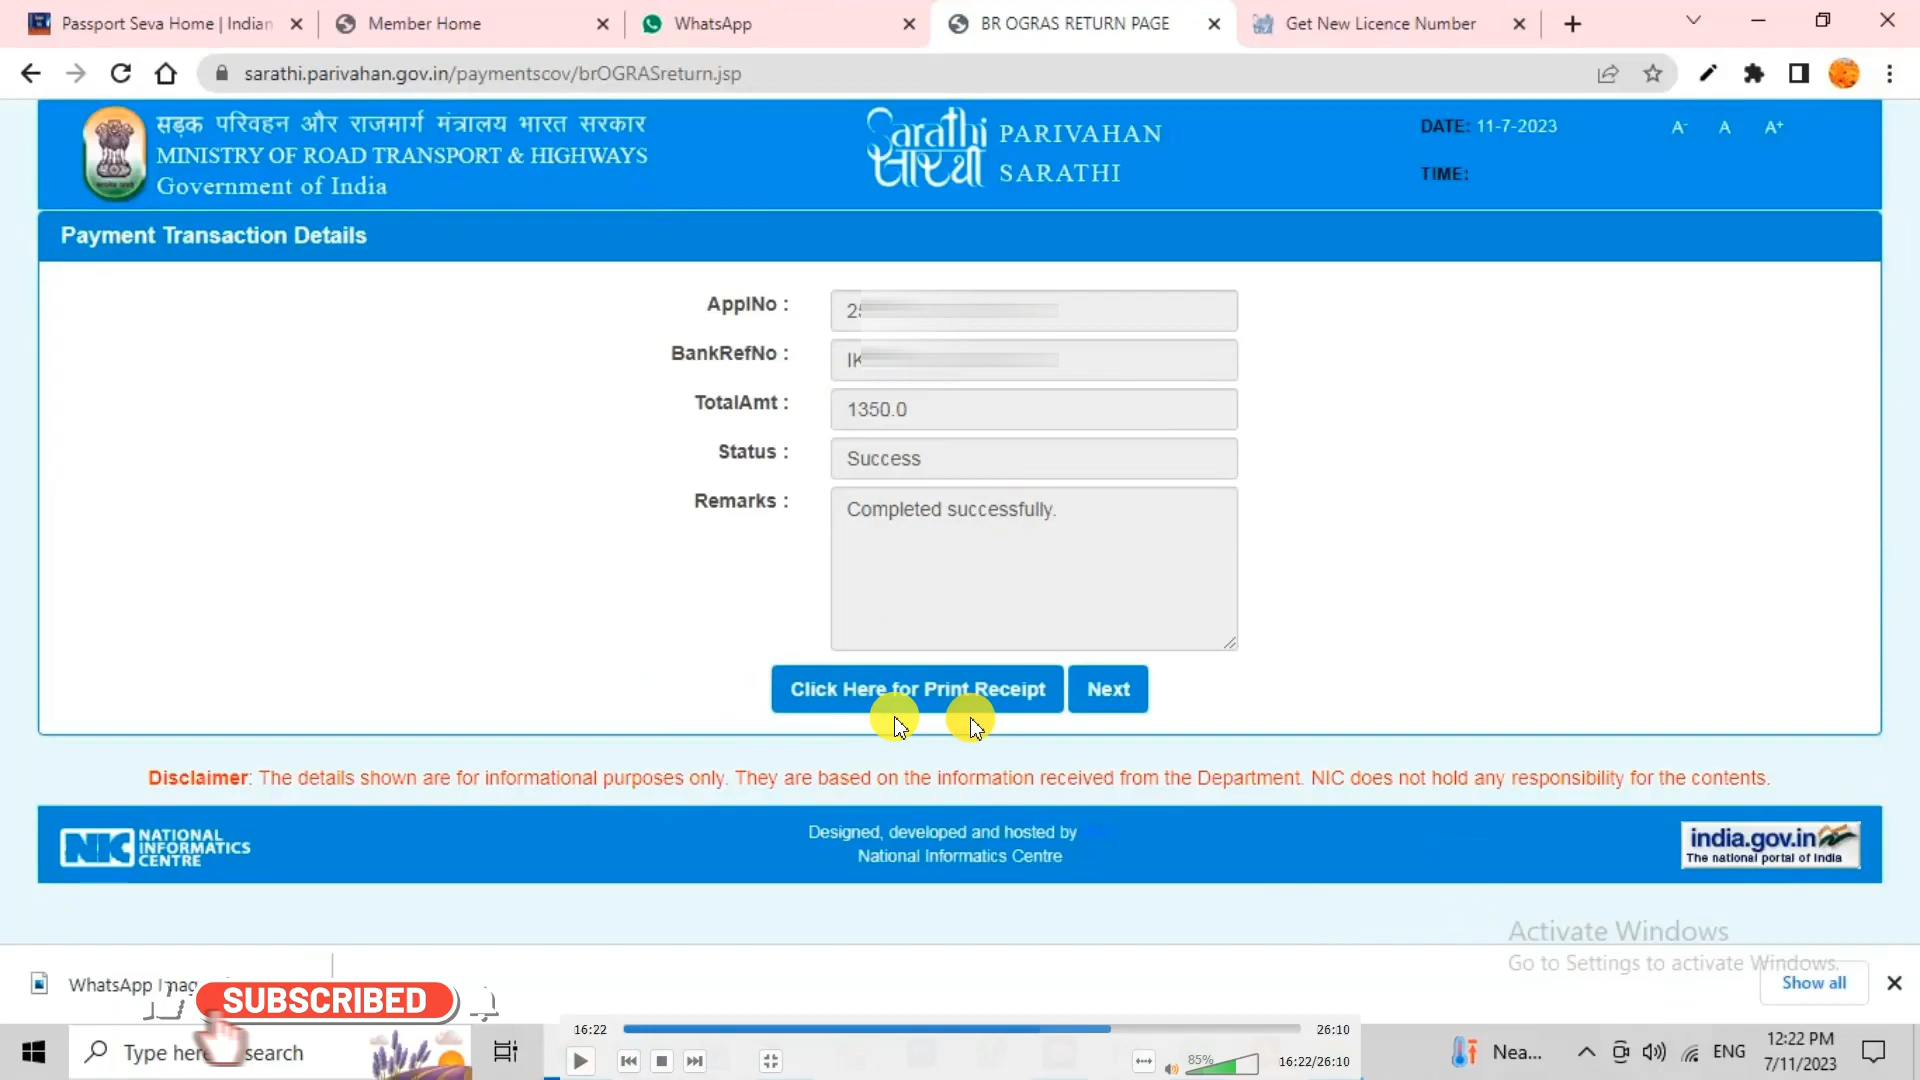 Passport Seva Home | Indian
Member Home
WhatsApp
BR OGRAS RETURN PAGE
Get New Licence Number
sarathi.parivahan.gov.in/paymentscov/brOGRASreturn.jsp
सड़क परिवहन और राजमार्ग मंत्रालय भारत सरकार
MINISTRY OF ROAD TRANSPORT & HIGHWAYS
Government of India
Sarathi
सारथी
PARIVAHAN
SARATHI
DATE: 11-7-2023
A- A A+
TIME:
Payment Transaction Details
ApplNo :
BankRefNo : IK
TotalAmt : 1350.0
Status : Success
Remarks : Completed successfully.
Click Here for Print Receipt
Next
Disclaimer: The details shown are for informational purposes only. They are based on the information received from the Department. NIC does not hold any responsibility for the contents.
NIC NATIONAL
INFORMATICS
CENTRE
Designed, developed and hosted by
National Informatics Centre
india.gov.in
The national portal of India
Activate Windows
Go to Settings to activate Windows.
WhatsApp Imag
SUBSCRIBED
Show all
16:22
26:10
Type here search
85%
16:22/26:10
Nea...
ENG
12:22 PM
7/11/2023